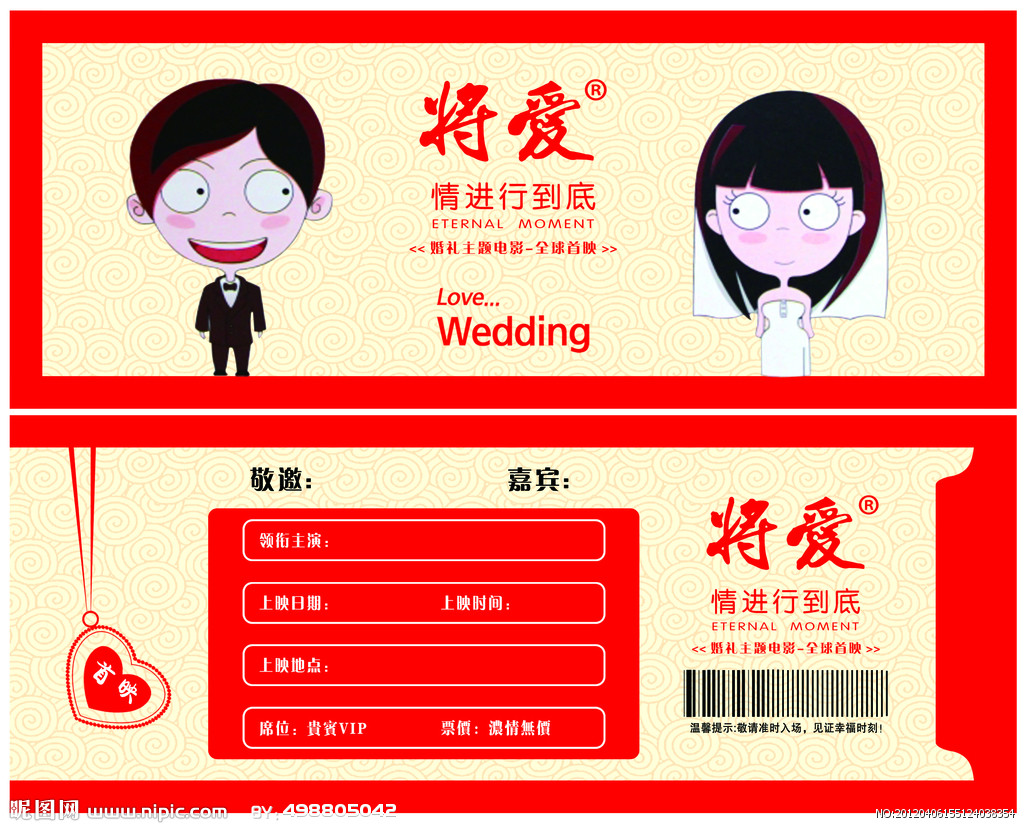 将爱®
情进行到底
ETERNAL MOMENT
<< 婚礼主题电影-全球首映 >>
Love...
Wedding
敬邀: 嘉宾:
领衔主演:
上映日期: 上映时间:
上映地点:
席位: 貴賓VIP 票價: 濃情無價
首映
将爱®
情进行到底
ETERNAL MOMENT
<< 婚礼主题电影-全球首映 >>
温馨提示:敬请准时入场, 见证幸福时刻!
昵图网 www.nipic.com BY: 498805042
NO:20120406155124038354